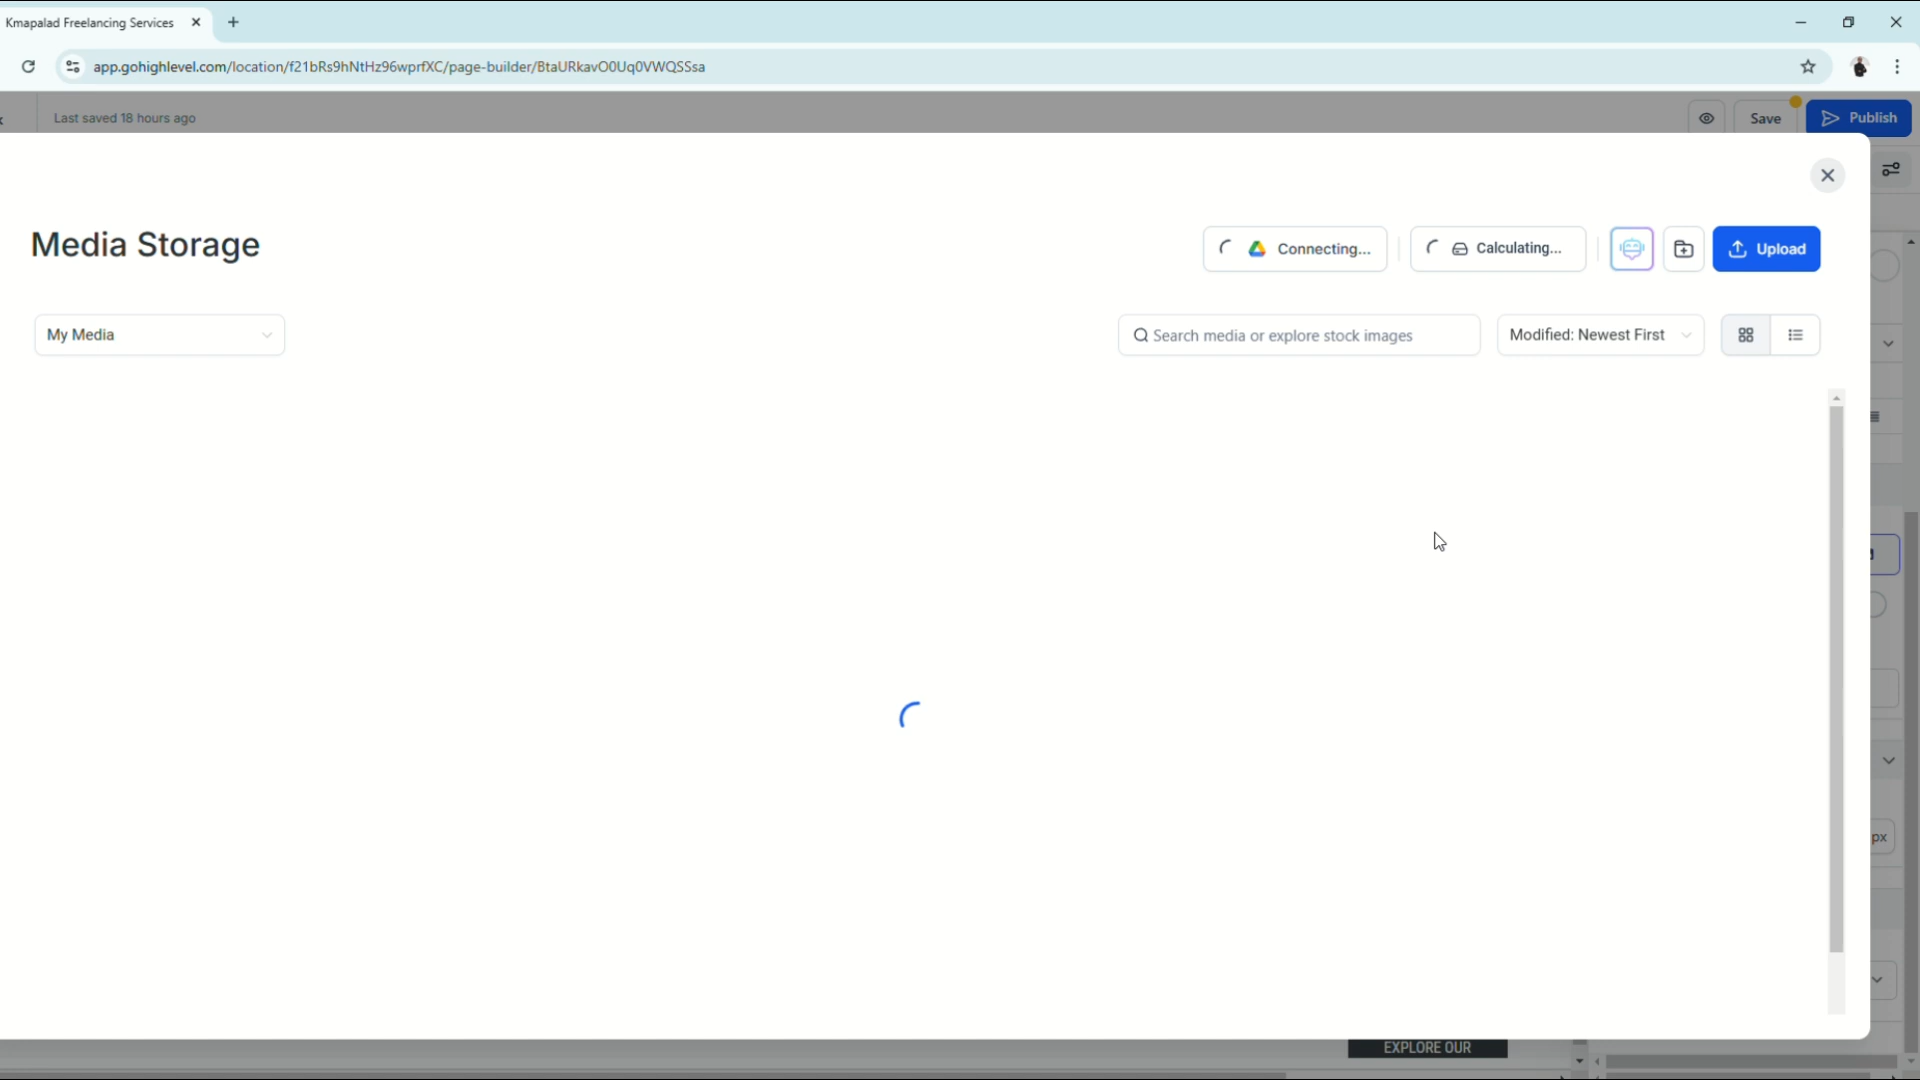 Kmapalad Freelancing Services
app.gohighlevel.com/location/f21bRs9hNtHz96wprfXC/page-builder/BtaURkavO0Uq0VWQSSsa
Last saved 18 hours ago
Save
Publish
Media Storage
Connecting...
Calculating...
Upload
My Media
Search media or explore stock images
Modified: Newest First
px
EXPLORE OUR